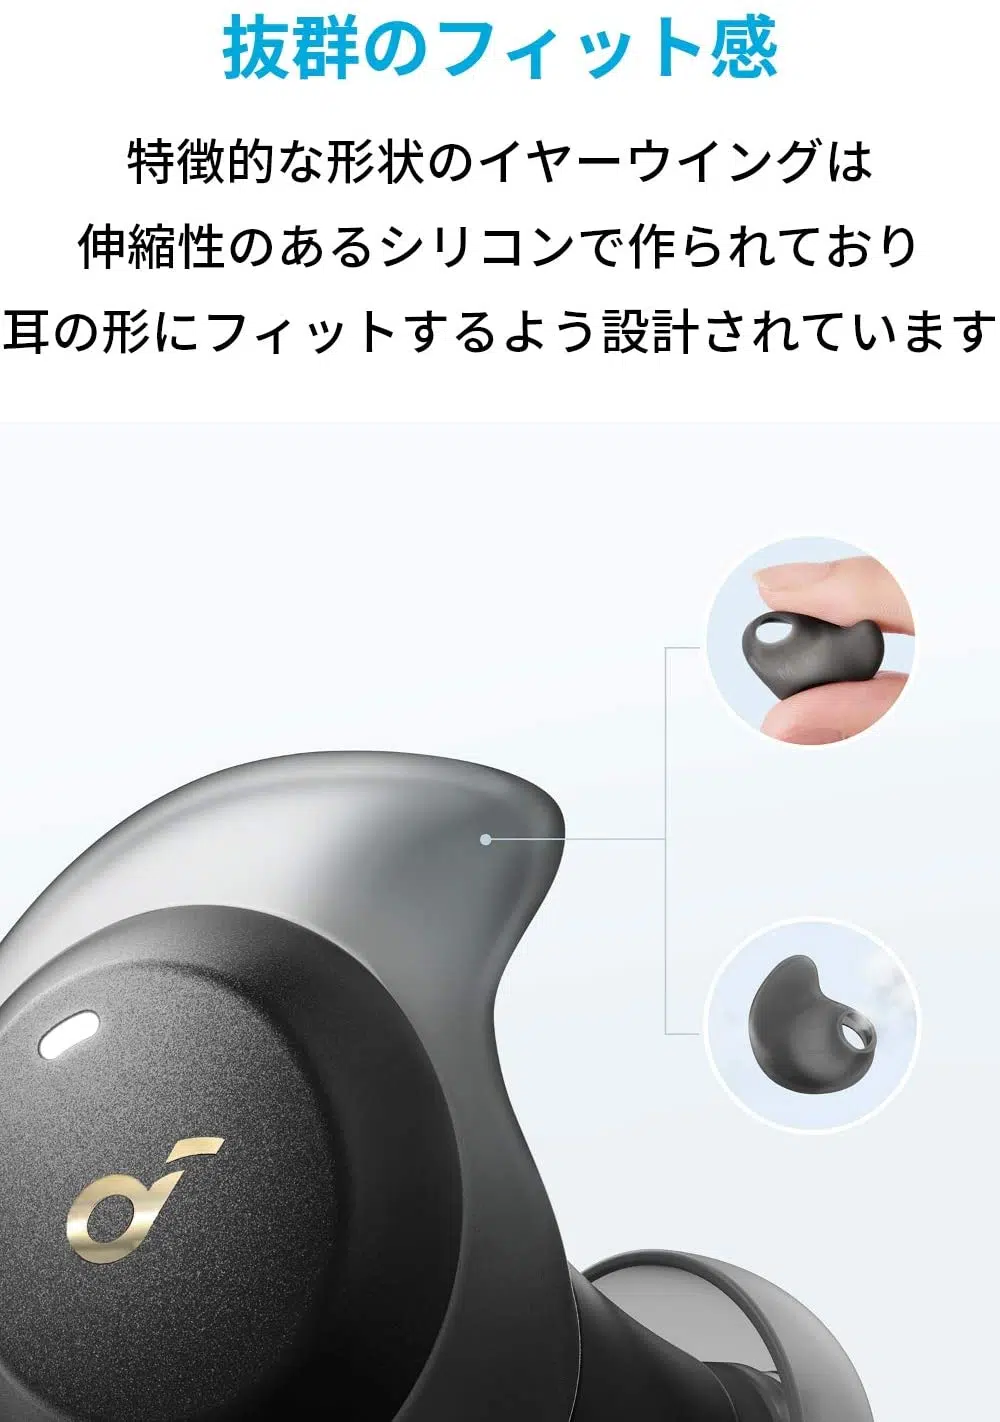 抜群のフィット感
特徴的な形状のイヤーウイングは
伸縮性のあるシリコンで作られており
耳の形にフィットするよう設計されています